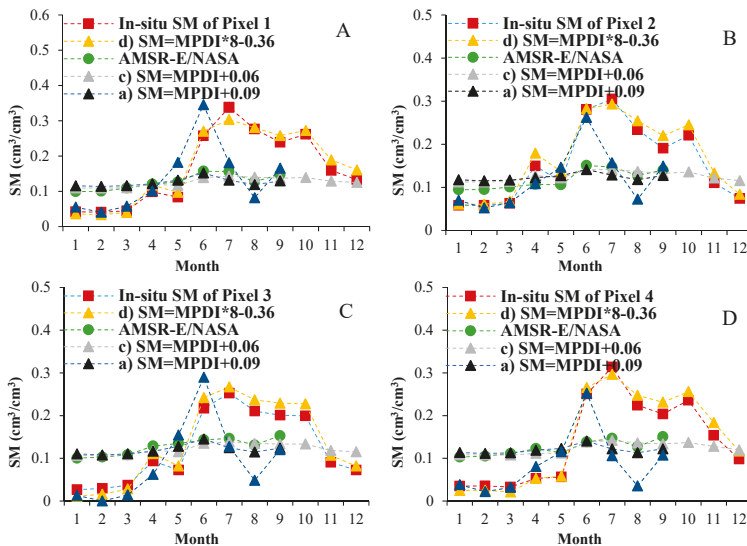 A
In-situ SM of Pixel 1
d) SM=MPDI*8-0.36
AMSR-E/NASA
c) SM=MPDI+0.06
a) SM=MPDI+0.09
SM (cm³/cm³)
0.6
0.5
0.4
0.3
0.2
0.1
0
1 2 3 4 5 6 7 8 9 10 11 12
Month
B
In-situ SM of Pixel 2
d) SM=MPDI*8-0.36
AMSR-E/NASA
c) SM=MPDI+0.06
a) SM=MPDI+0.09
SM (cm³/cm³)
0.5
0.4
0.3
0.2
0.1
0
1 2 3 4 5 6 7 8 9 10 11 12
Month
C
In-situ SM of Pixel 3
d) SM=MPDI*8-0.36
AMSR-E/NASA
c) SM=MPDI+0.06
a) SM=MPDI+0.09
SM (cm³/cm³)
0.5
0.4
0.3
0.2
0.1
0
1 2 3 4 5 6 7 8 9 10 11 12
Month
D
In-situ SM of Pixel 4
d) SM=MPDI*8-0.36
AMSR-E/NASA
c) SM=MPDI+0.06
a) SM=MPDI+0.09
SM (cm³/cm³)
0.5
0.4
0.3
0.2
0.1
0
1 2 3 4 5 6 7 8 9 10 11 12
Month